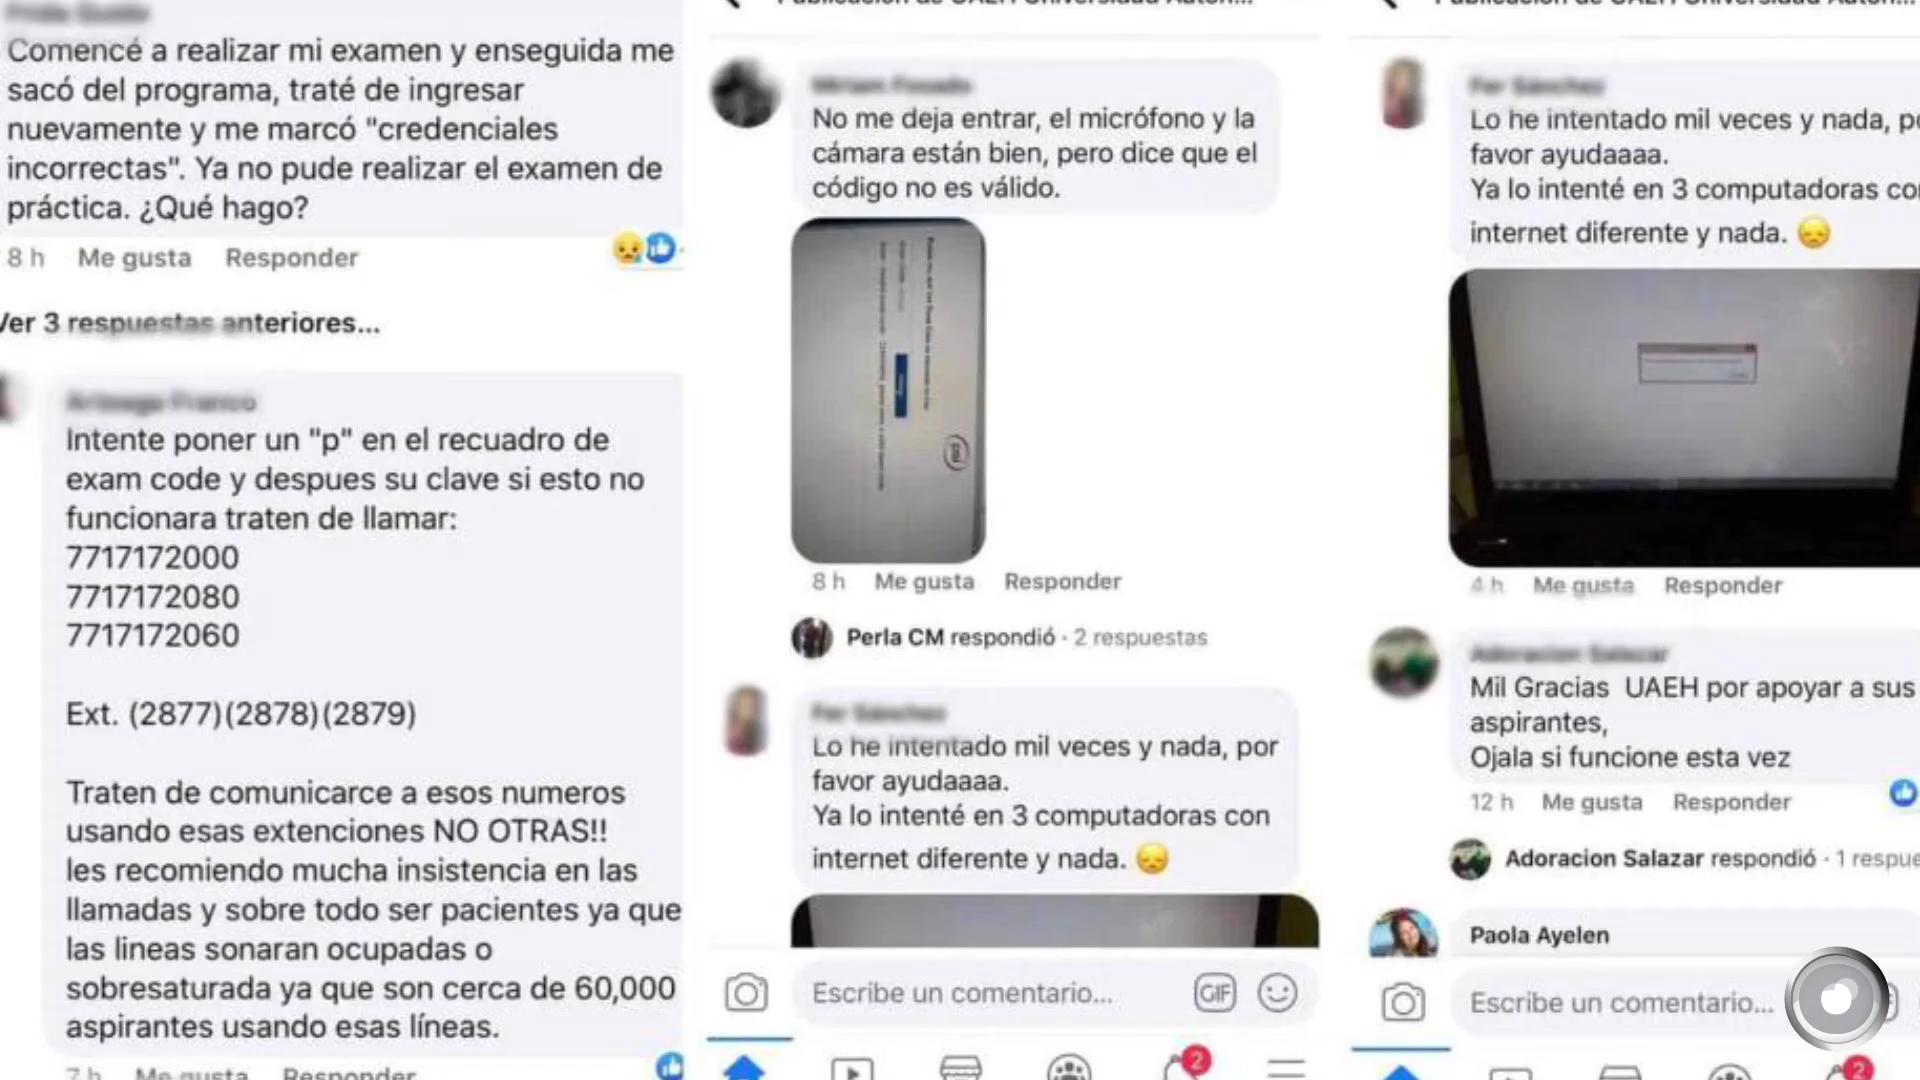 Comencé a realizar mi examen y enseguida me
sacó del programa, traté de ingresar
nuevamente y me marcó "credenciales
incorrectas". Ya no pude realizar el examen de
práctica. ¿Qué hago?
8 h Me gusta Responder
Ver 3 respuestas anteriores...
Intente poner un "p" en el recuadro de
exam code y despues su clave si esto no
funcionara traten de llamar:
7717172000
7717172080
7717172060
Ext. (2877)(2878)(2879)
Traten de comunicarce a esos numeros
usando esas extenciones NO OTRAS!!
les recomiendo mucha insistencia en las
llamadas y sobre todo ser pacientes ya que
las lineas sonaran ocupadas o
sobresaturada ya que son cerca de 60,000
aspirantes usando esas líneas.
7 h Me gusta Responder
Publicación de UAEH Universidad Autón...
No me deja entrar, el micrófono y la
cámara están bien, pero dice que el
código no es válido.
psi
8 h Me gusta Responder
Perla CM respondió · 2 respuestas
Fer Sánchez
Lo he intentado mil veces y nada, por
favor ayudaaaa.
Ya lo intenté en 3 computadoras con
internet diferente y nada.
Escribe un comentario...
GIF
2
Publicación de UAEH Universidad Autón...
Fer Sánchez
Lo he intentado mil veces y nada, po
favor ayudaaaa.
Ya lo intenté en 3 computadoras con
internet diferente y nada.
4 h Me gusta Responder
Adoracion Salazar
Mil Gracias UAEH por apoyar a sus
aspirantes,
Ojala si funcione esta vez
12 h Me gusta Responder
Adoracion Salazar respondió · 1 respue
Paola Ayelen
Escribe un comentario...
2